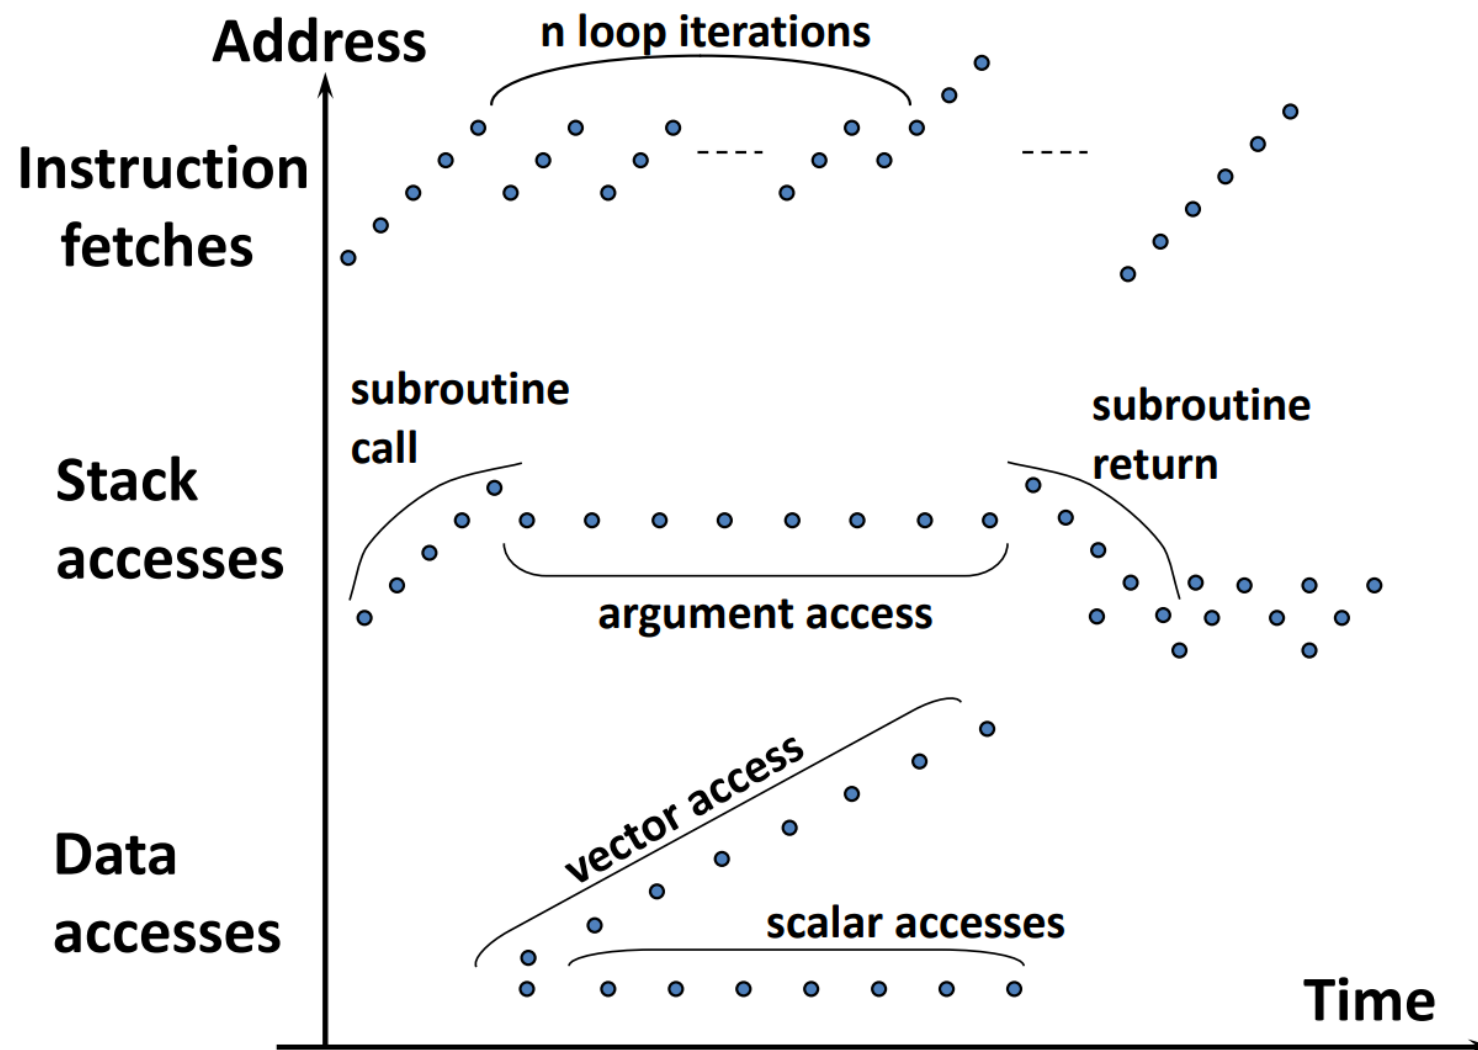 Address
n loop iterations
Instruction
fetches
subroutine
call
subroutine
return
Stack
accesses
argument access
vector access
Data
accesses
scalar accesses
Time